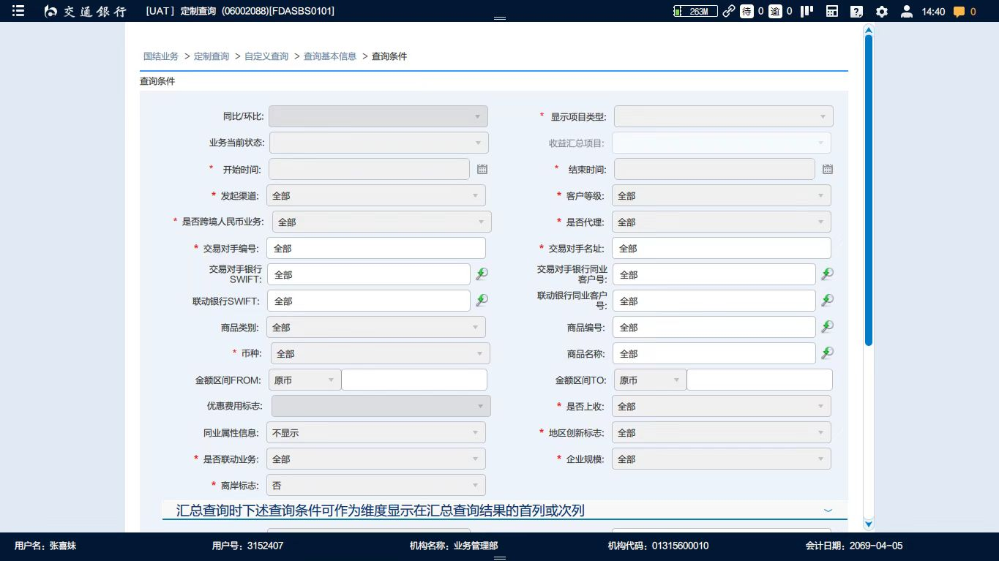 交通銀行 [UAT] 定制查询 (06002088)[FDASBS0101] 263M 待 0 逾 0 14:40 0
国结业务 > 定制查询 > 自定义查询 > 查询基本信息 > 查询条件
查询条件
同比/环比: * 显示项目类型:
业务当前状态: 收益汇总项目:
* 开始时间: * 结束时间:
* 发起渠道: 全部 * 客户等级: 全部
* 是否跨境人民币业务: 全部 * 是否代理: 全部
* 交易对手编号: 全部 * 交易对手名址: 全部
交易对手银行SWIFT: 全部 交易对手银行同业客户号: 全部
联动银行SWIFT: 全部 联动银行同业客户号: 全部
商品类别: 全部 商品编号: 全部
* 币种: 全部 商品名称: 全部
金额区间FROM: 原币 金额区间TO: 原币
优惠费用标志: * 是否上收: 全部
同业属性信息: 不显示 * 地区创新标志: 全部
* 是否联动业务: 全部 * 企业规模: 全部
* 离岸标志: 否
汇总查询时下述查询条件可作为维度显示在汇总查询结果的首列或次列
用户名: 张喜妹 用户号: 3152407 机构名称: 业务管理部 机构代码: 01315600010 会计日期: 2069-04-05